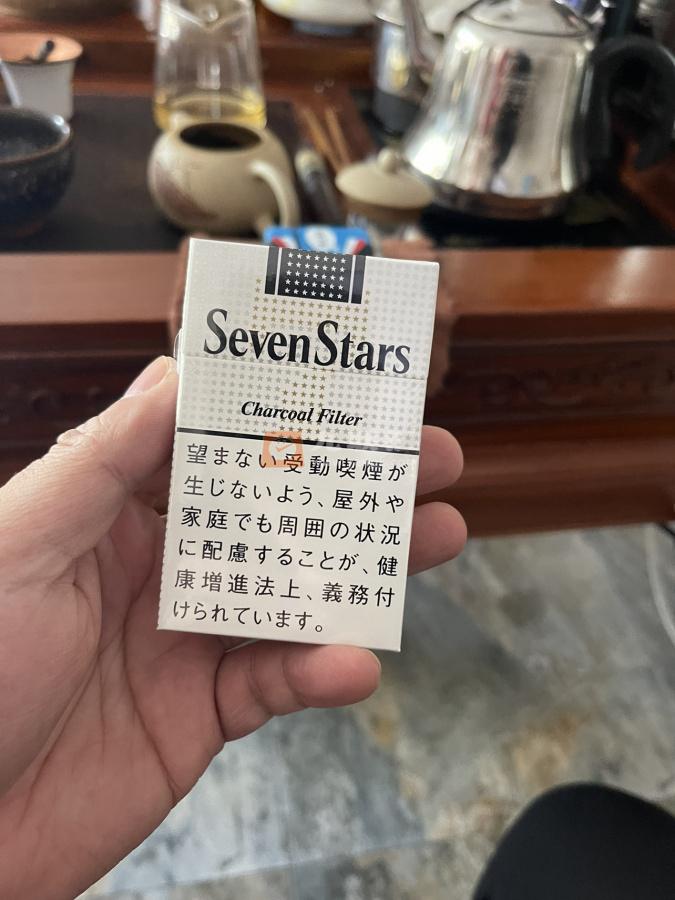 SevenStars
Charcoal Filter
望まない受動喫煙が
生じないよう、屋外や
家庭でも周囲の状況
に配慮することが、健
康増進法上、義務付
けられています。